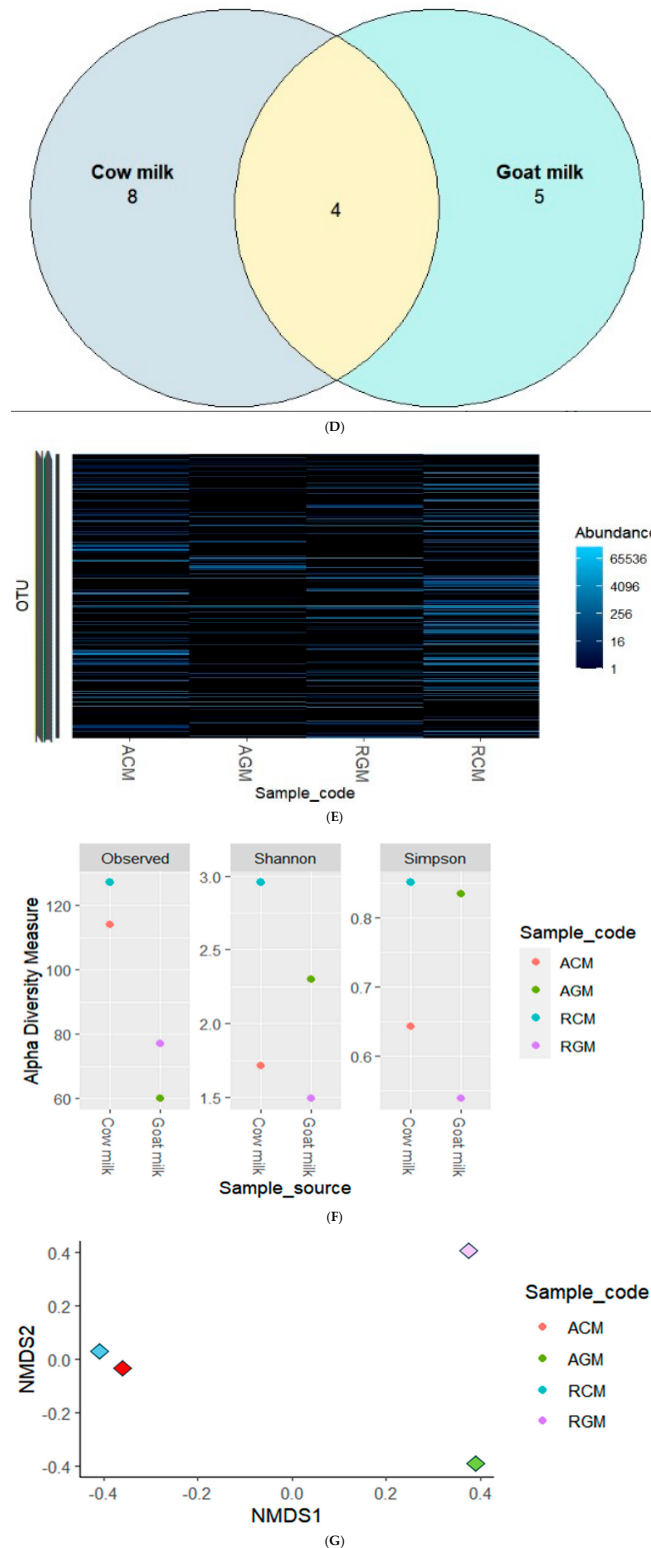 Cow milk
8
4
Goat milk
5
(D)
OTU
ACM
AGM
RGM
RCM
Sample_code
Abundance
65536
4096
256
16
1
(E)
Alpha Diversity Measure
Observed
Shannon
Simpson
120
100
80
60
3.0
2.5
2.0
1.5
0.8
0.7
0.6
Cow milk
Goat milk
Cow milk
Goat milk
Cow milk
Goat milk
Sample_source
Sample_code
ACM
AGM
RCM
RGM
(F)
NMDS2
0.4
0.2
0.0
-0.2
-0.4
-0.4
-0.2
0.0
0.2
0.4
NMDS1
Sample_code
ACM
AGM
RCM
RGM
(G)